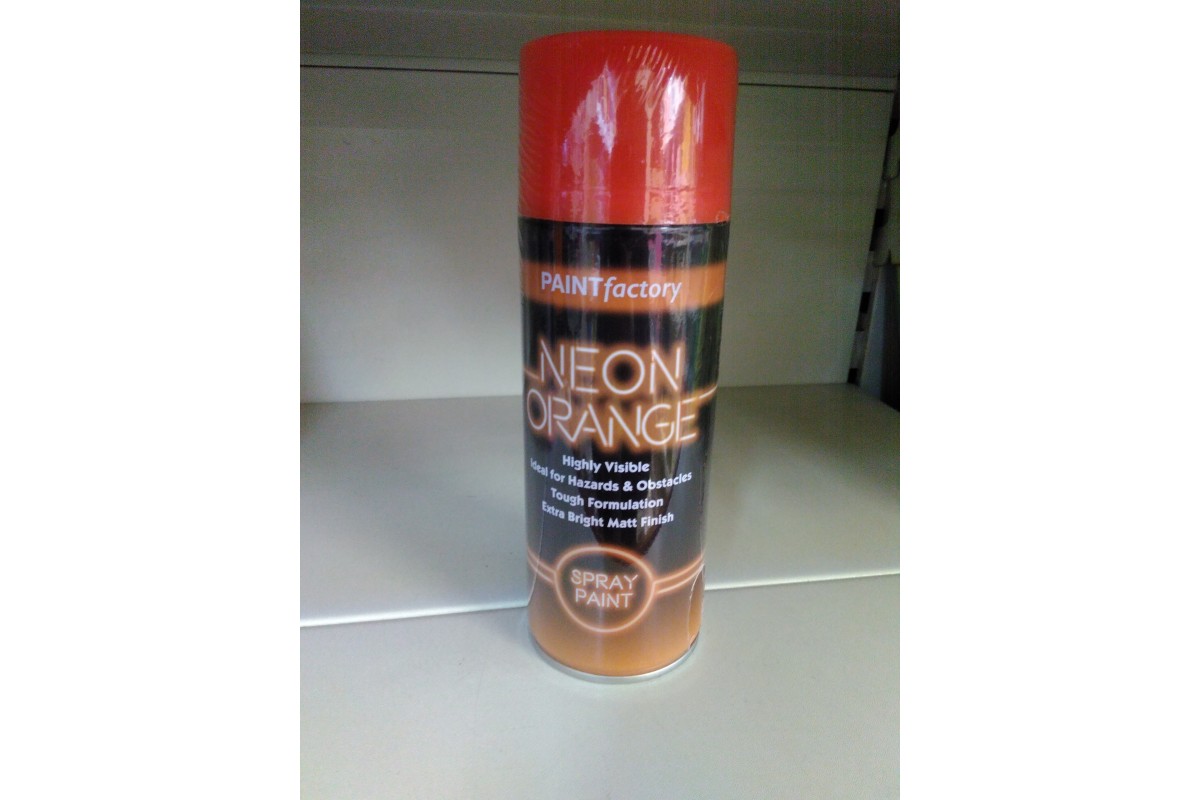 PAINTfactory
NEON
ORANGE
Highly Visible
Ideal for Hazards & Obstacles
Tough Formulation
Extra Bright Matt Finish
SPRAY
PAINT